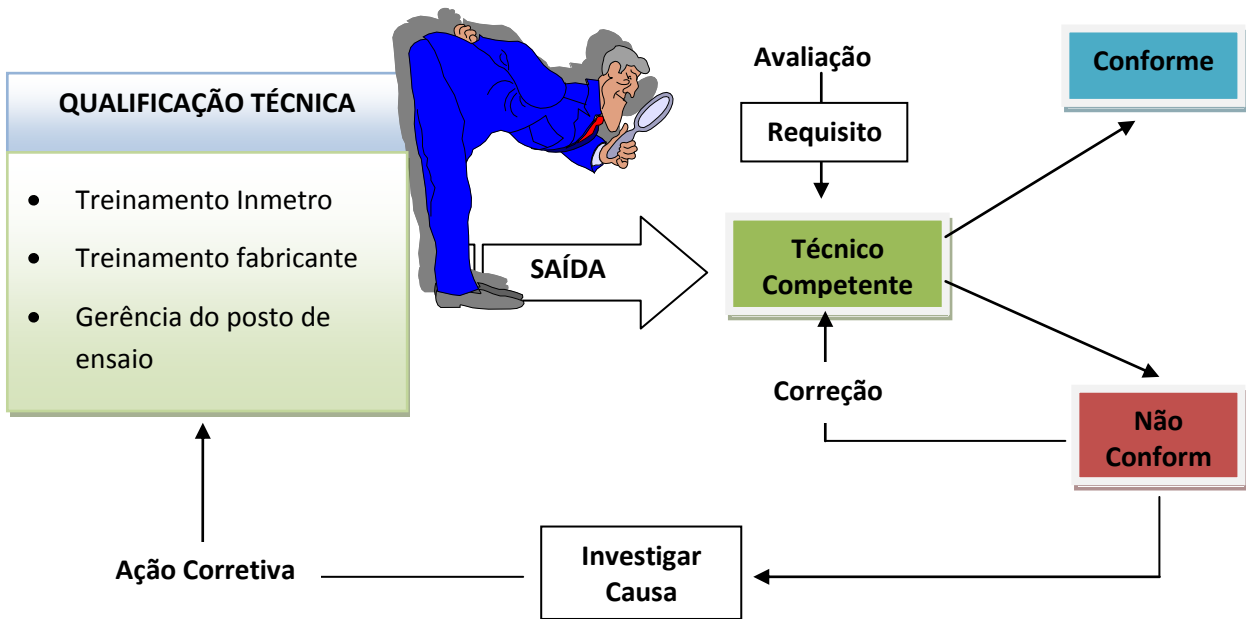 QUALIFICAÇÃO TÉCNICA
Treinamento Inmetro
Treinamento fabricante
Gerência do posto de
ensaio
SAÍDA
Avaliação
Requisito
Técnico
Competente
Conforme
Correção
Não
Conform
Investigar
Causa
Ação Corretiva